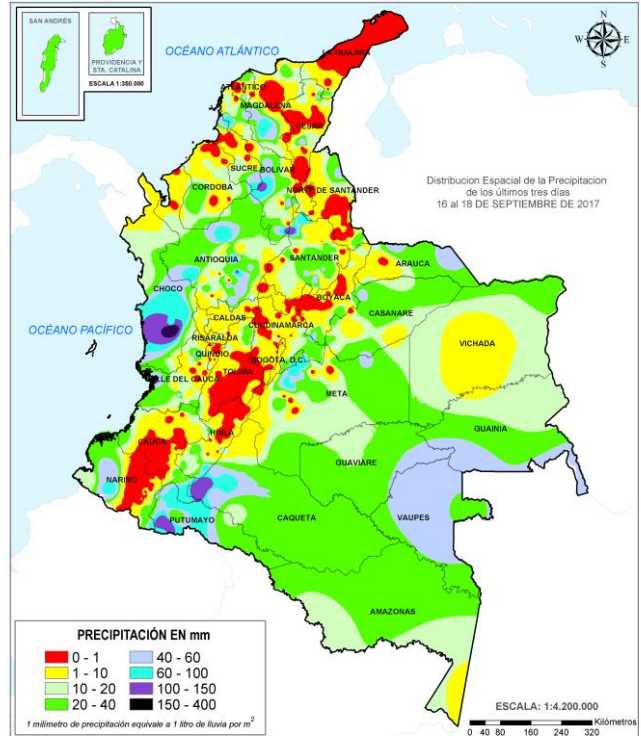 SAN ANDRÉS
PROVIDENCIA Y
STA. CATALINA
ESCALA 1:350.000
OCÉANO ATLÁNTICO
N
W E
S
LA GUAJIRA
ATLANTICO
MAGDALENA
CESAR
SUCRE
BOLIVAR
CORDOBA
NORTE DE SANTANDER
Distribucion Espacial de la Precipitacion
de los últimos tres días
16 al 18 DE SEPTIEMBRE DE 2017
ANTIOQUIA
SANTANDER
ARAUCA
CHOCO
BOYACA
CASANARE
OCÉANO PACÍFICO
CALDAS
CUNDINAMARCA
RISARALDA
VICHADA
QUINDIO
BOGOTA, D.C.
TOLIMA
VALLE DEL CAUCA
META
HUILA
GUAINIA
CAUCA
GUAVIARE
NARIÑO
PUTUMAYO
CAQUETA
VAUPES
AMAZONAS
PRECIPITACIÓN EN mm
0 - 1 40 - 60
1 - 10 60 - 100
10 - 20 100 - 150
20 - 40 150 - 400
1 milímetro de precipitación equivale a 1 litro de lluvia por m2
ESCALA: 1:4.200.000
Kilómetros
0 40 80 160 240 320